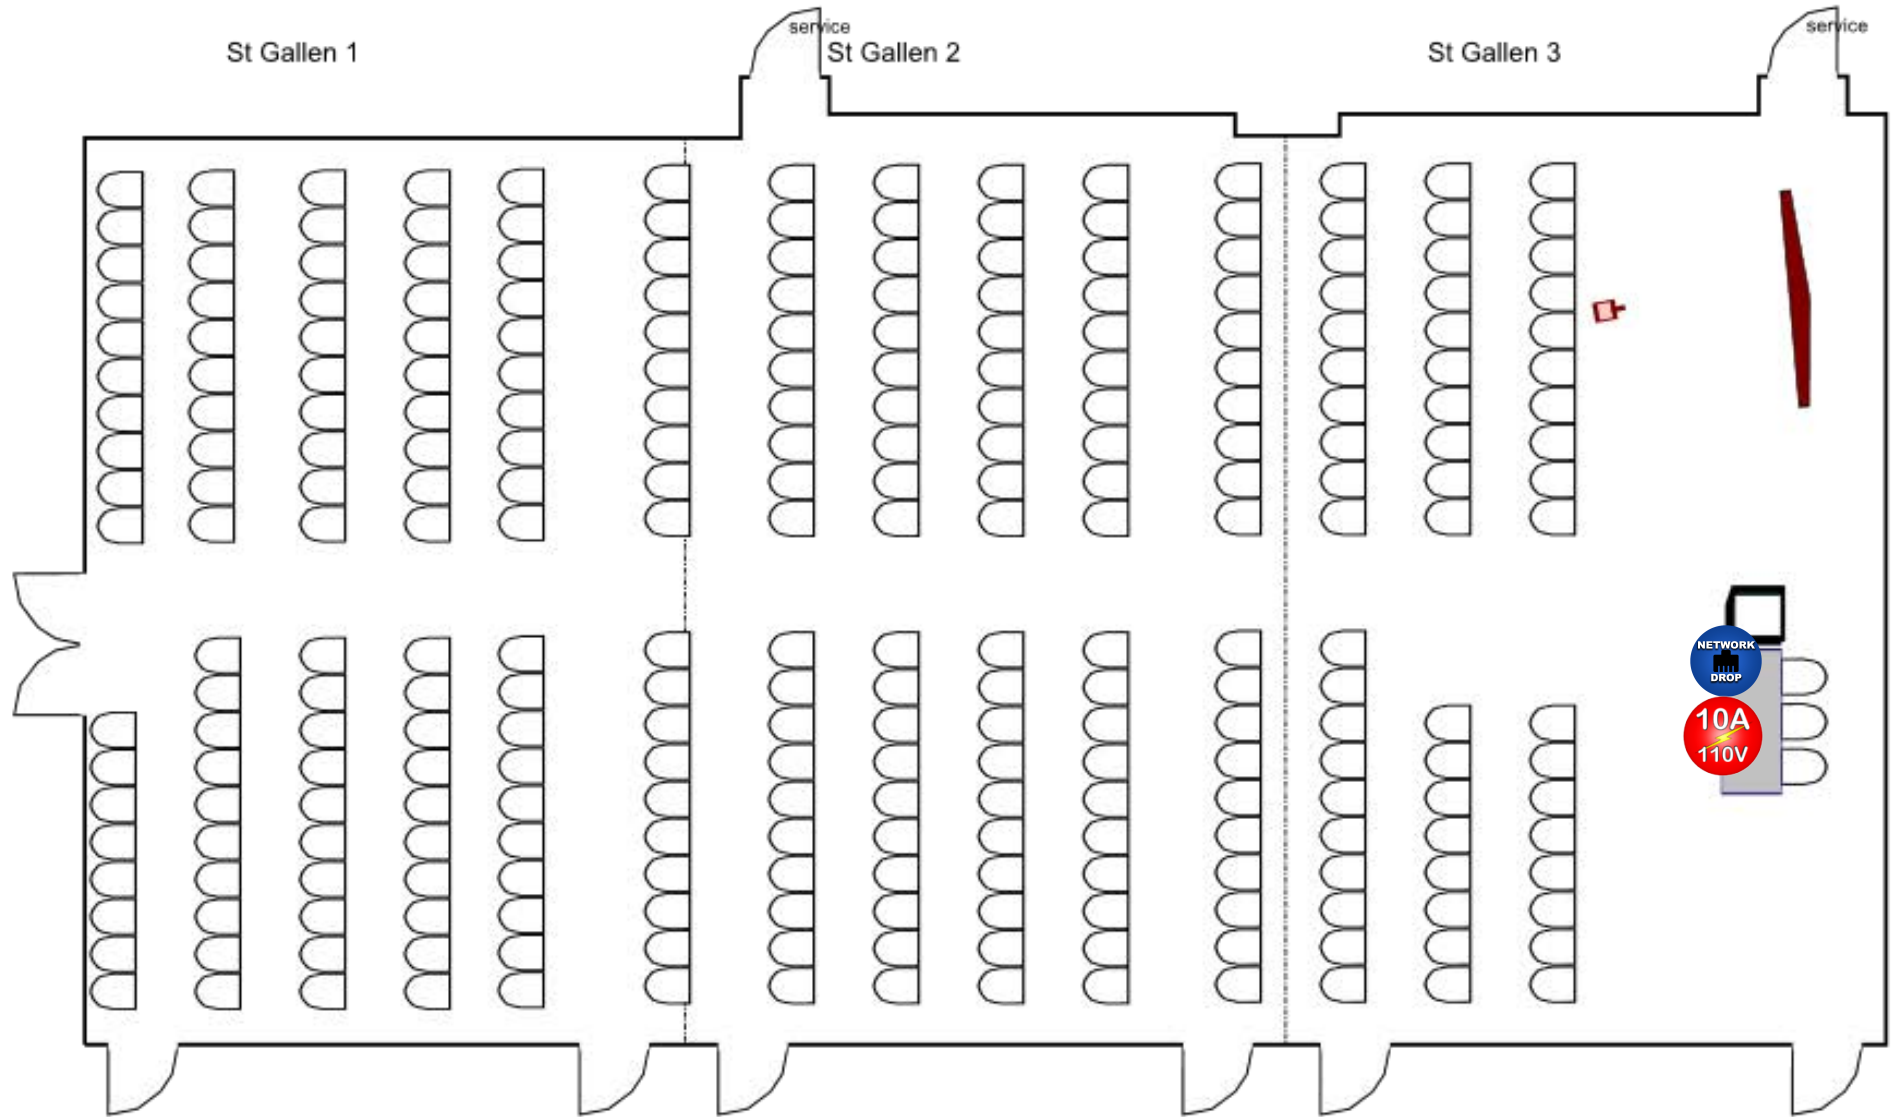 service
service
St Gallen 1
St Gallen 2
St Gallen 3
NETWORK
DROP
10A
110V